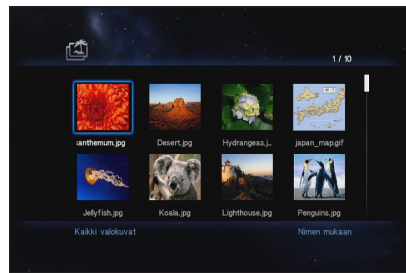 1 / 10
santhemum.jpg Desert.jpg Hydrangeas,j... japan_map.gif
Jellyfish.jpg Koala.jpg Lighthouse.jpg Penguins.jpg
Kaikki valokuvat Nimen mukaan